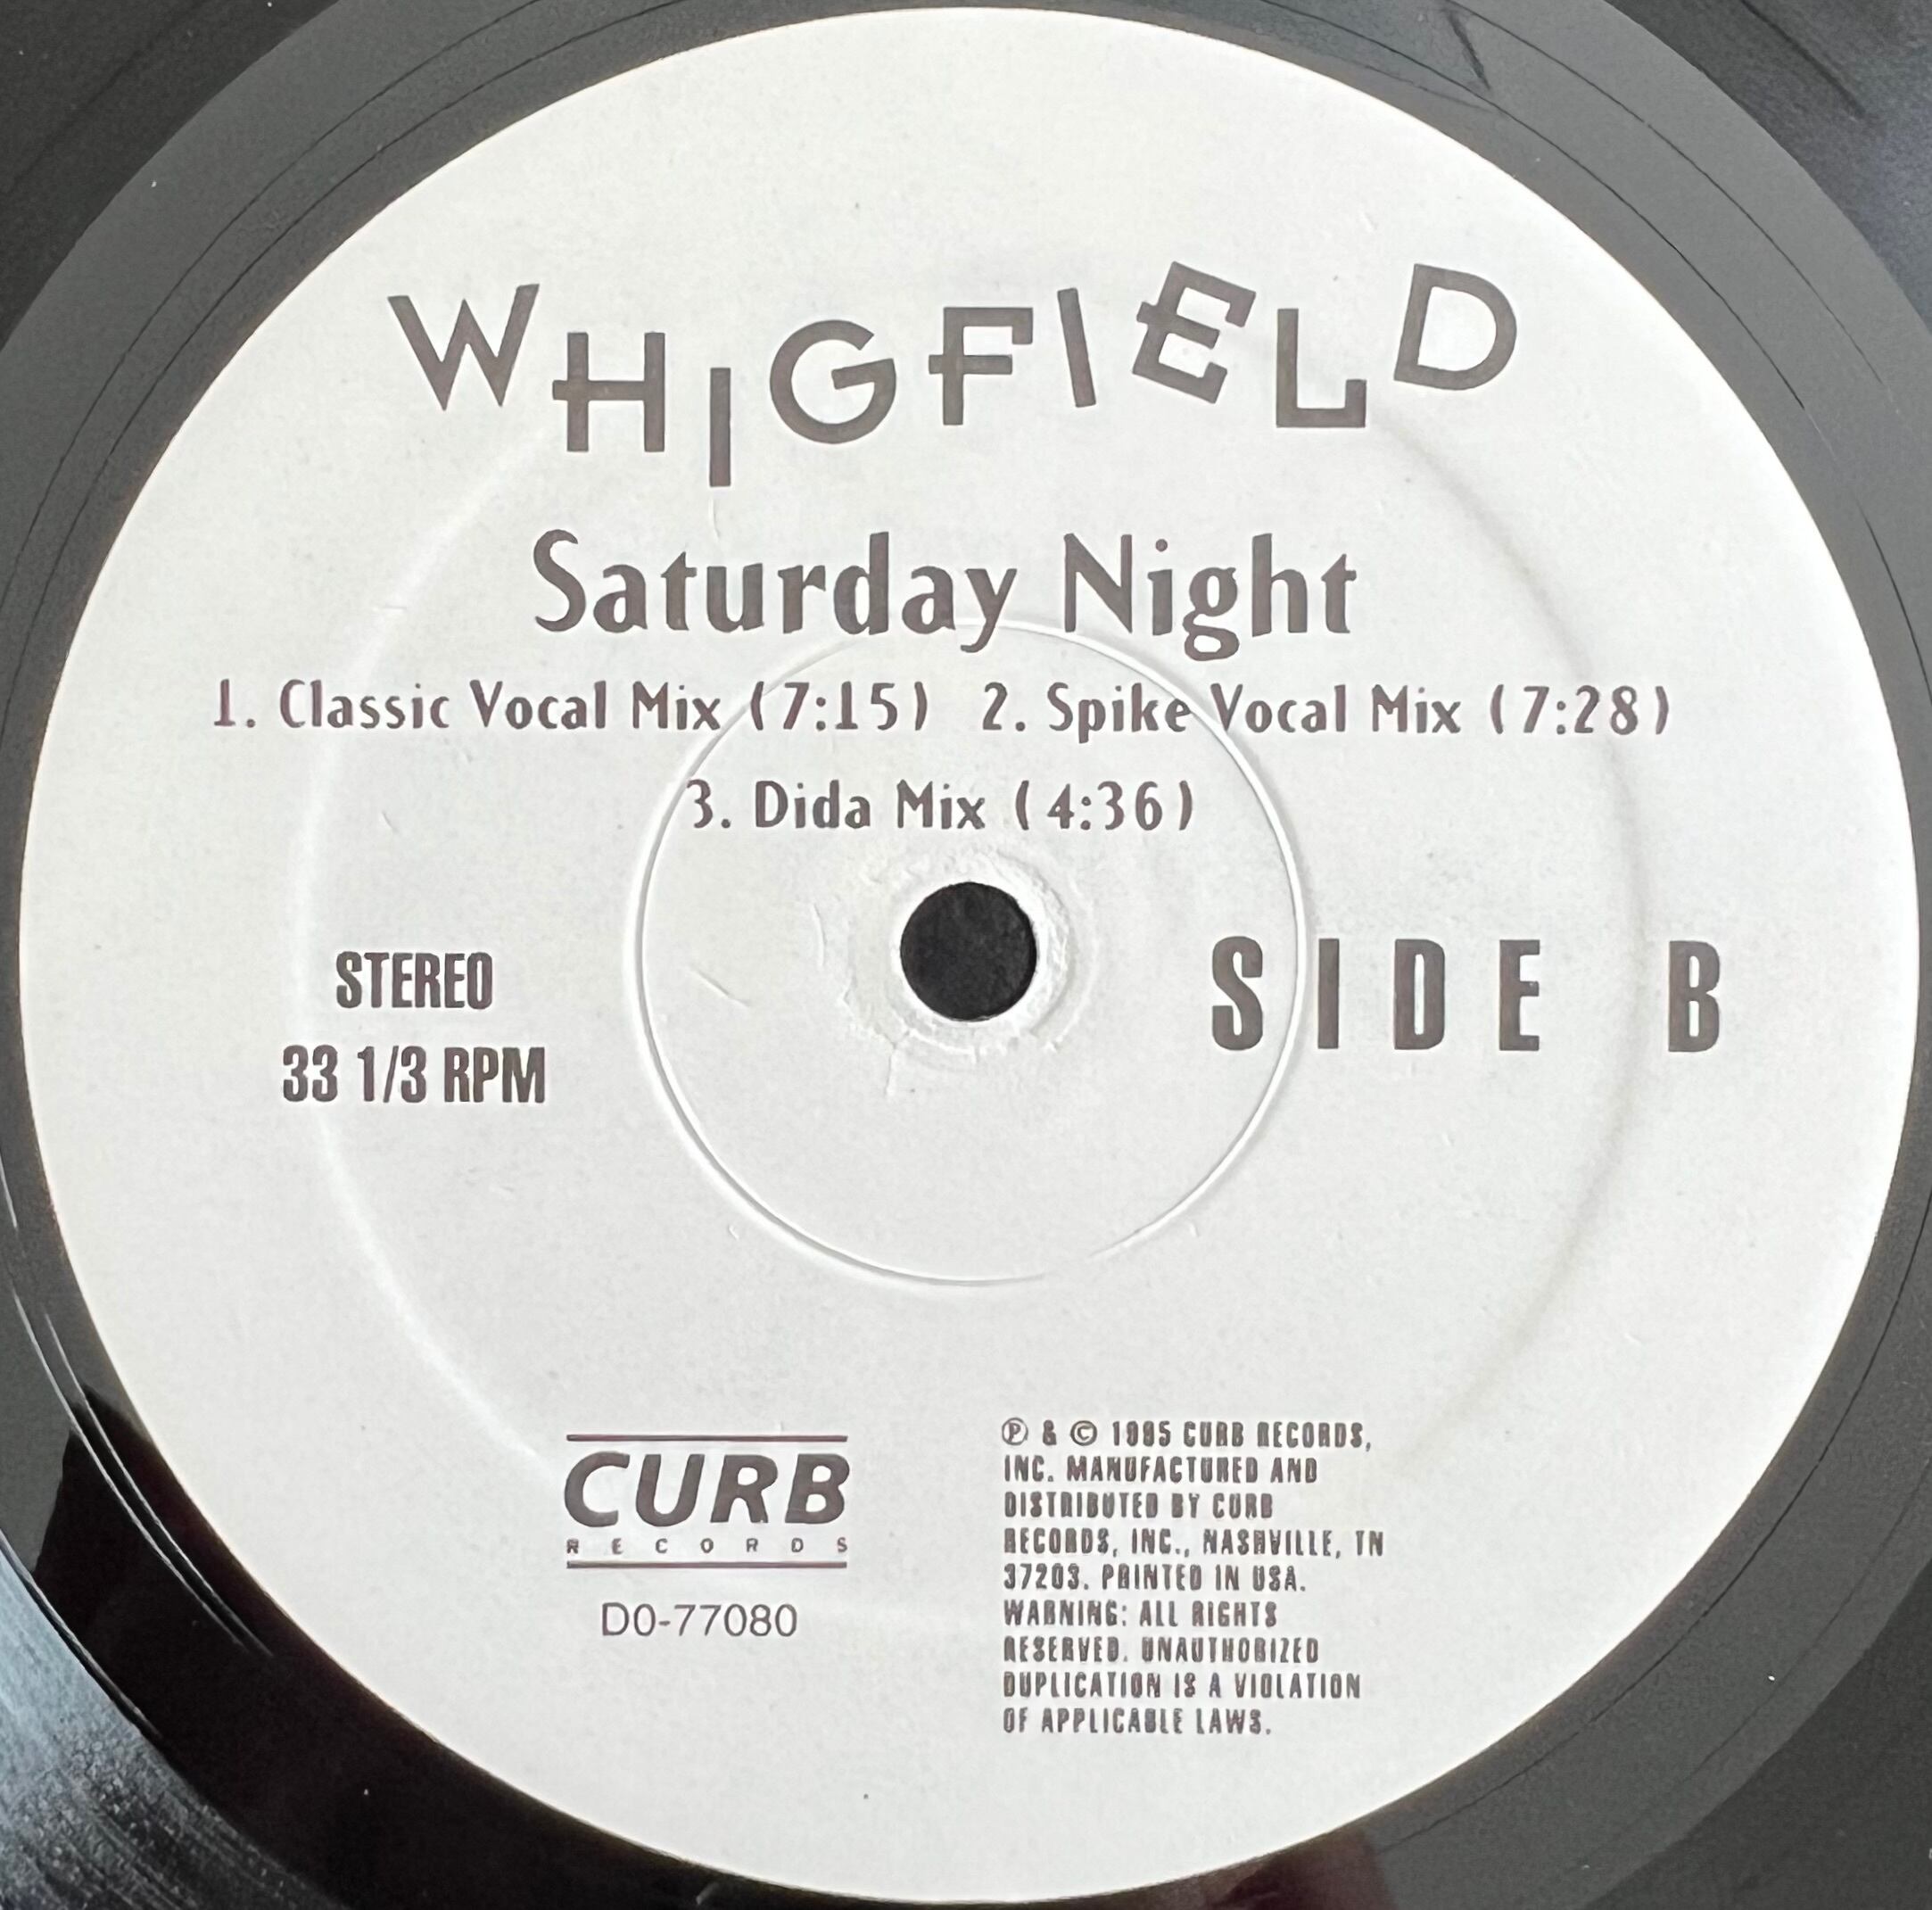 WHIGFIELD
Saturday Night
1. Classic Vocal Mix (7:15) 2. Spike Vocal Mix (7:28)
3. Dida Mix (4:36)
STEREO
33 1/3 RPM
SIDE B
CURB
RECORDS
D0-77080
℗ & © 1995 CURB RECORDS,
INC. MANUFACTURED AND
DISTRIBUTED BY CURB
RECORDS, INC., NASHVILLE, TN
37203. PRINTED IN USA.
WARNING: ALL RIGHTS
RESERVED. UNAUTHORIZED
DUPLICATION IS A VIOLATION
OF APPLICABLE LAWS.